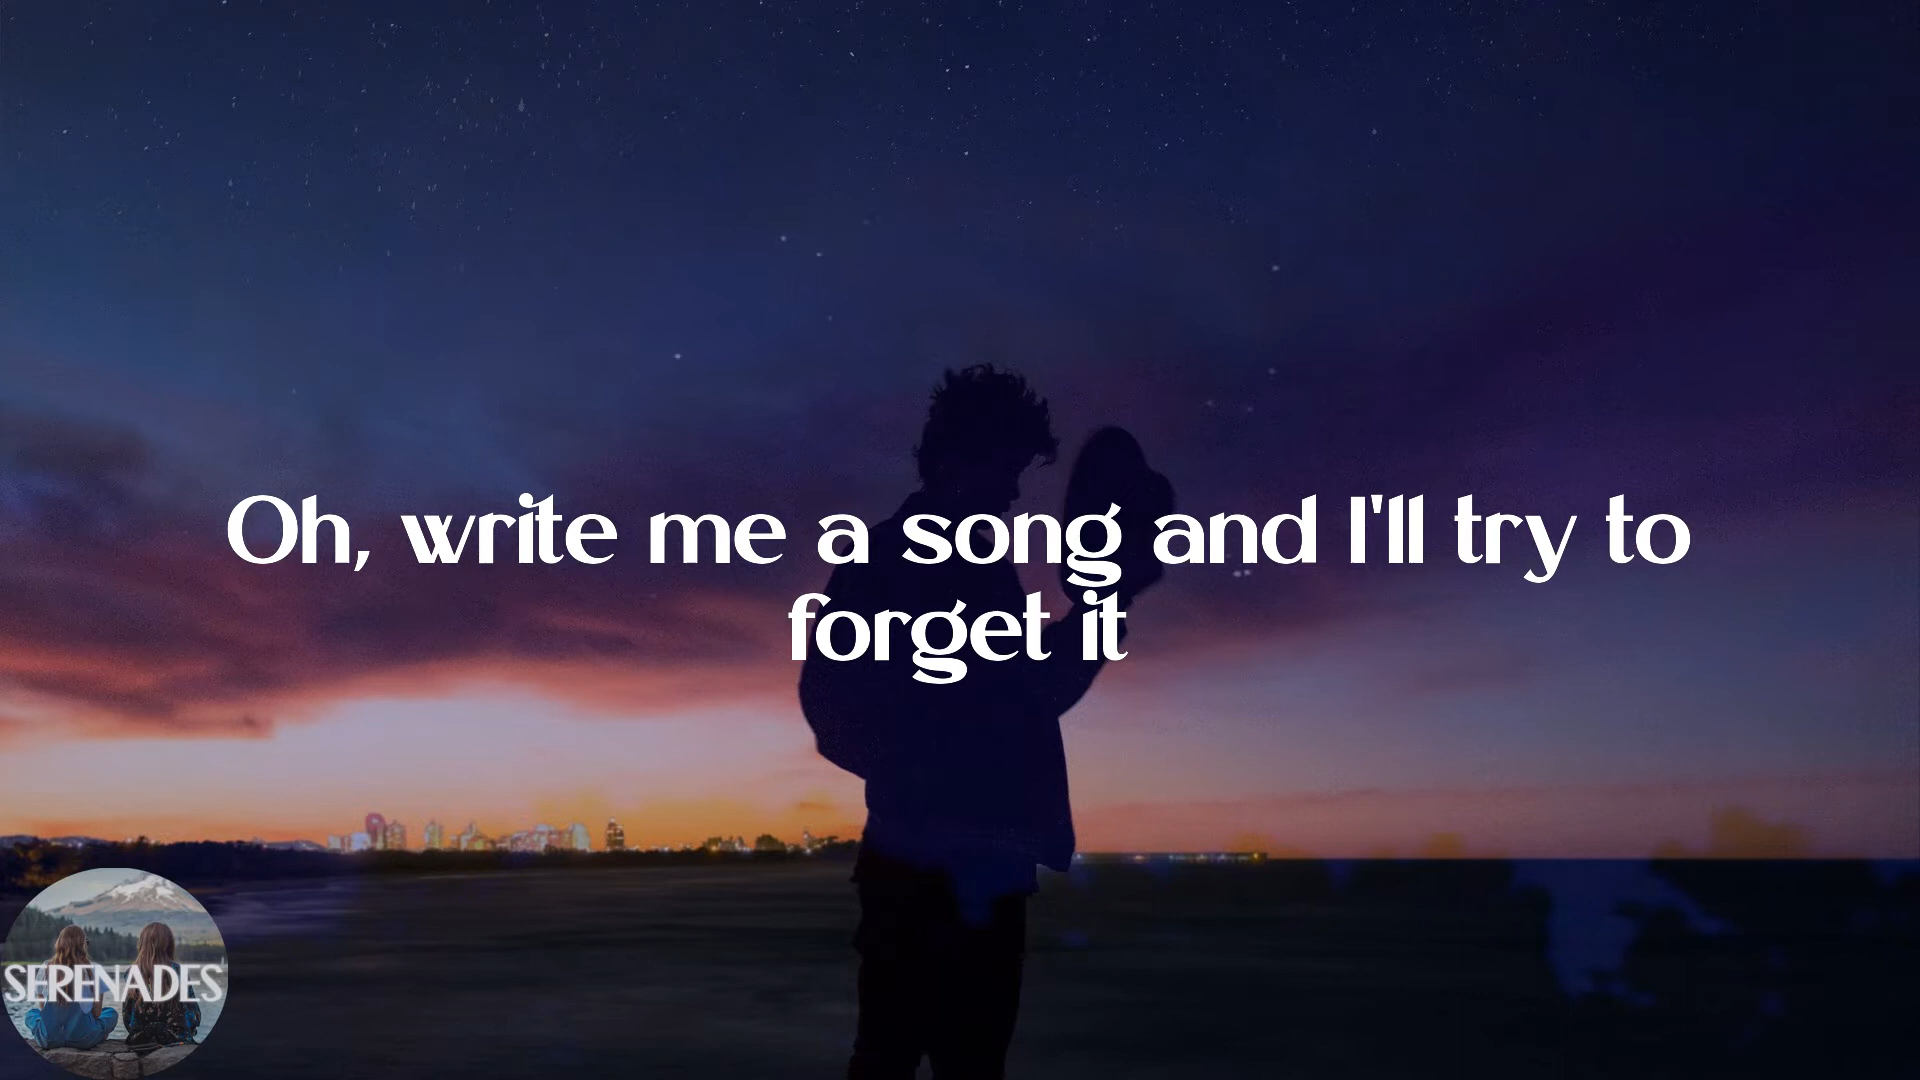 Oh, write me a song and I'll try to
forget it
SERENADES